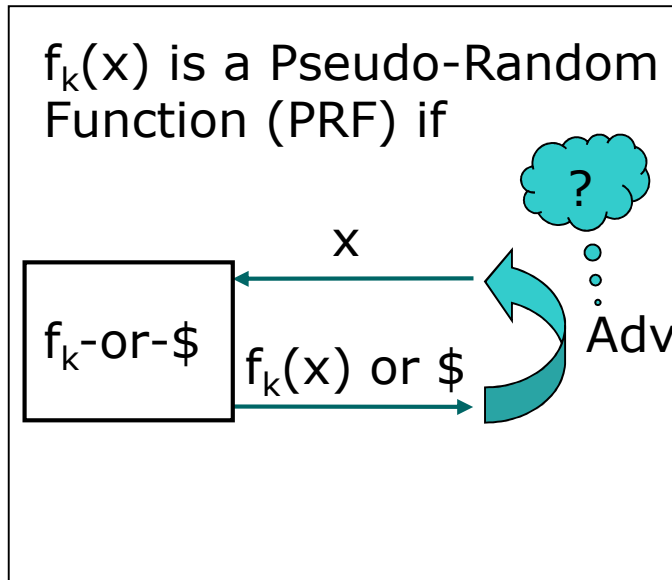 fₖ(x) is a Pseudo-Random
Function (PRF) if
?
x
fₖ-or-$
fₖ(x) or $
Adv